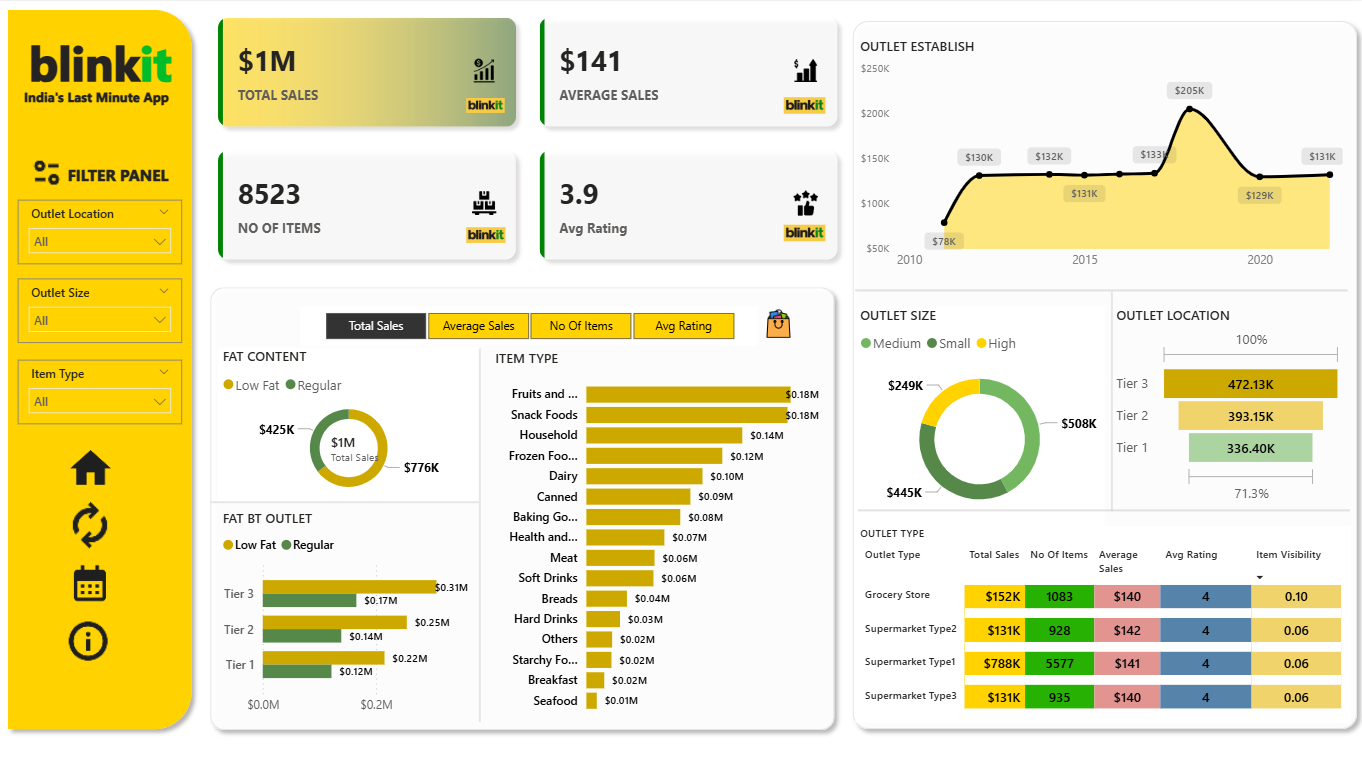 blinkit
India's Last Minute App
FILTER PANEL
Outlet Location
All
Outlet Size
All
Item Type
All
$1M
TOTAL SALES
blinkit
$141
AVERAGE SALES
blinkit
8523
NO OF ITEMS
blinkit
3.9
Avg Rating
blinkit
Total Sales
Average Sales
No Of Items
Avg Rating
FAT CONTENT
Low Fat Regular
$425K
$1M
Total Sales
$776K
FAT BT OUTLET
Low Fat Regular
Tier 3 $0.31M
$0.17M
Tier 2 $0.25M
$0.14M
Tier 1 $0.22M
$0.12M
$0.0M $0.2M
ITEM TYPE
Fruits and ... $0.18M
Snack Foods $0.18M
Household $0.14M
Frozen Foo... $0.12M
Dairy $0.10M
Canned $0.09M
Baking Go... $0.08M
Health and... $0.07M
Meat $0.06M
Soft Drinks $0.06M
Breads $0.04M
Hard Drinks $0.03M
Others $0.02M
Starchy Fo... $0.02M
Breakfast $0.02M
Seafood $0.01M
OUTLET ESTABLISH
$250K
$205K
$200K
$150K $130K $132K $133K $131K
$131K $129K
$100K
$78K
$50K
2010 2015 2020
OUTLET SIZE
Medium Small High
$249K
$508K
$445K
OUTLET LOCATION
100%
Tier 3 472.13K
Tier 2 393.15K
Tier 1 336.40K
71.3%
OUTLET TYPE
Outlet Type Total Sales No Of Items Average Sales Avg Rating Item Visibility
Grocery Store $152K 1083 $140 4 0.10
Supermarket Type2 $131K 928 $142 4 0.06
Supermarket Type1 $788K 5577 $141 4 0.06
Supermarket Type3 $131K 935 $140 4 0.06